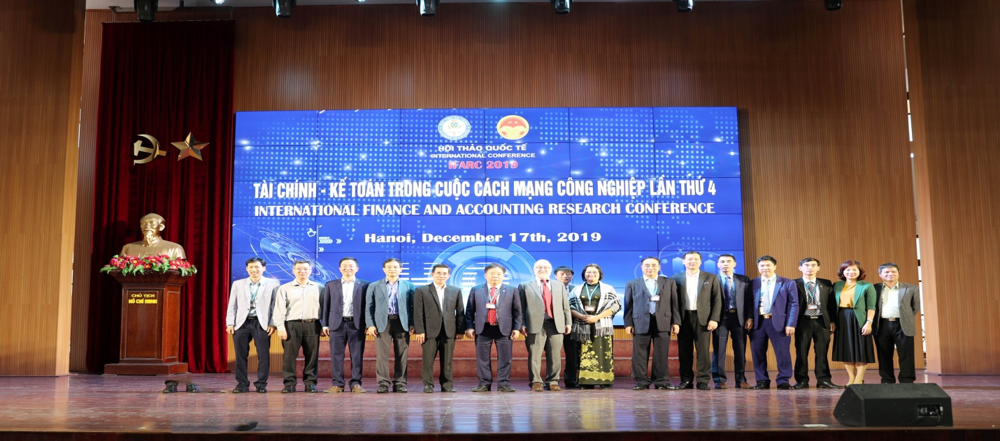 HỘI THẢO QUỐC TẾ
INTERNATIONAL CONFERENCE
IFARC 2019
TÀI CHÍNH - KẾ TOÁN TRONG CUỘC CÁCH MẠNG CÔNG NGHIỆP LẦN THỨ 4
INTERNATIONAL FINANCE AND ACCOUNTING RESEARCH CONFERENCE
Hanoi, December 17th, 2019
CHỦ TỊCH
HỒ CHÍ MINH